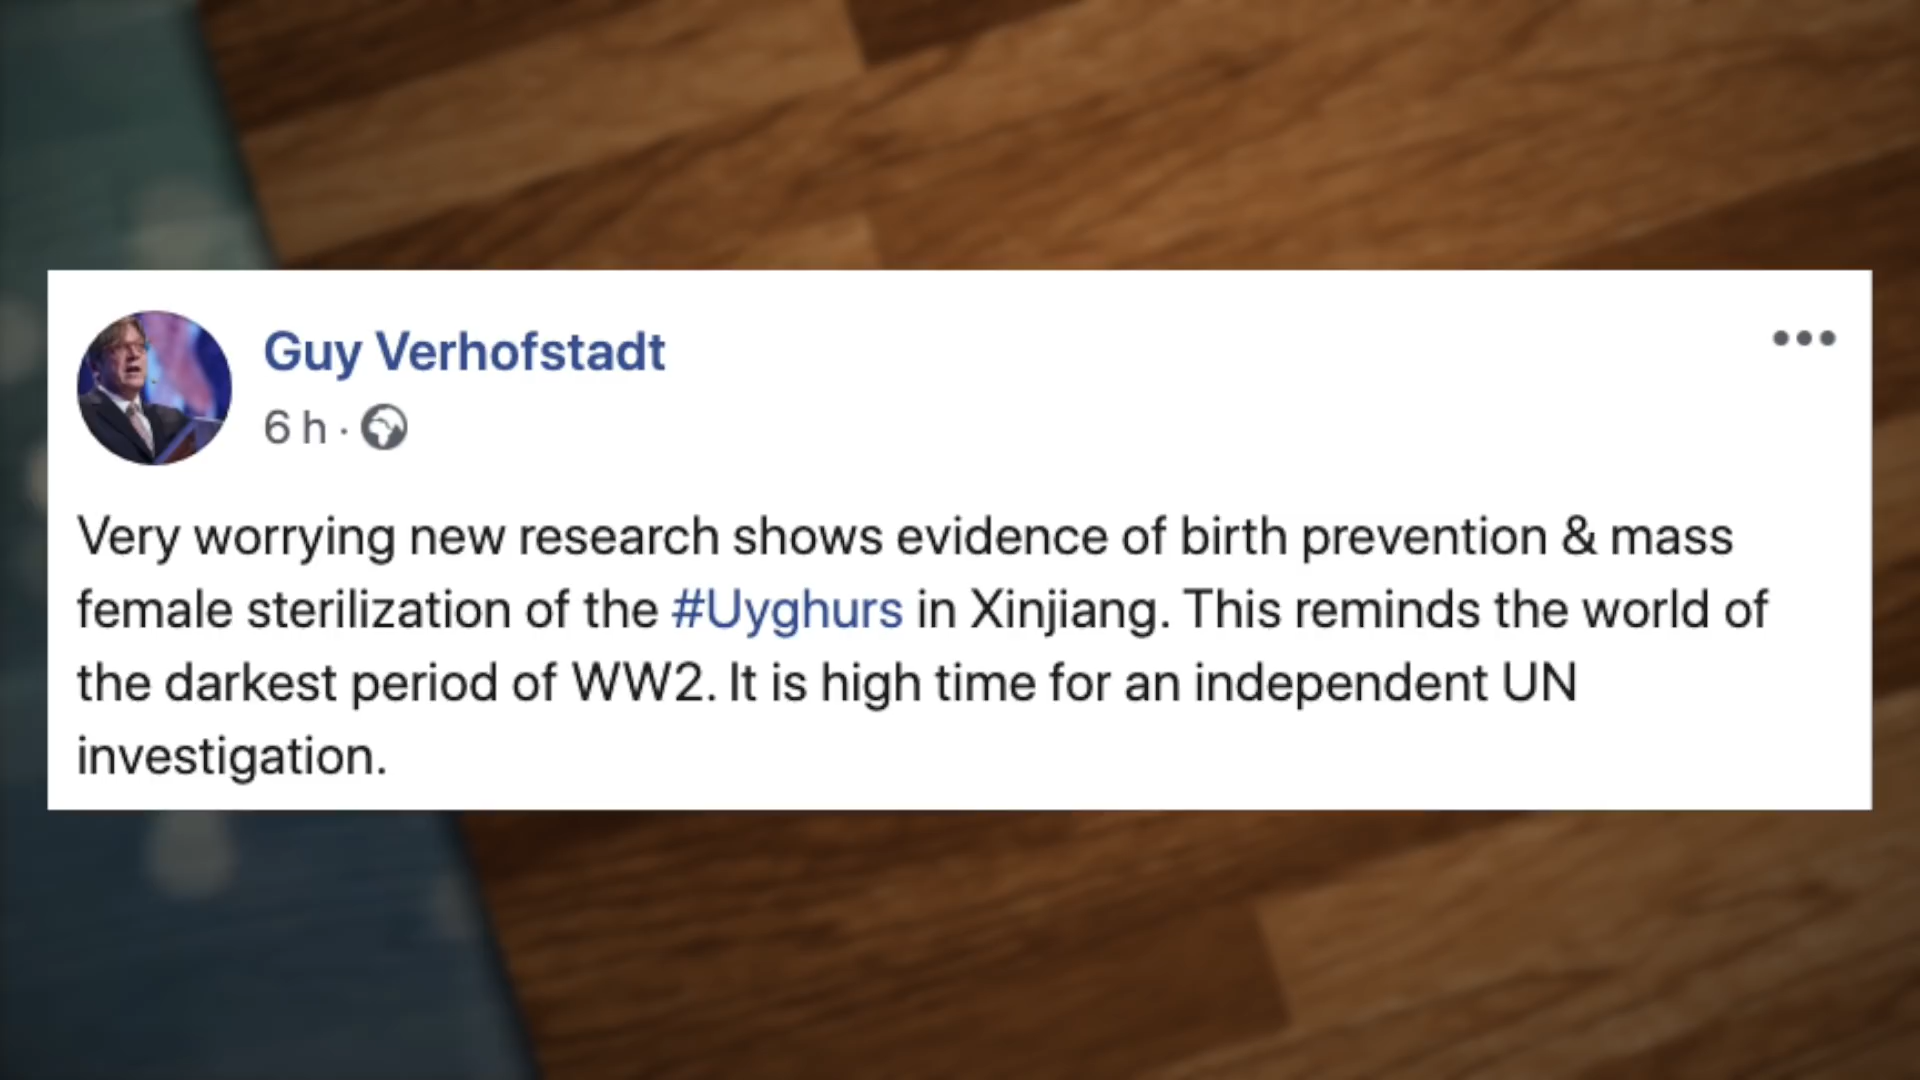 Guy Verhofstadt
6 h ·
Very worrying new research shows evidence of birth prevention & mass
female sterilization of the #Uyghurs in Xinjiang. This reminds the world of
the darkest period of WW2. It is high time for an independent UN
investigation.